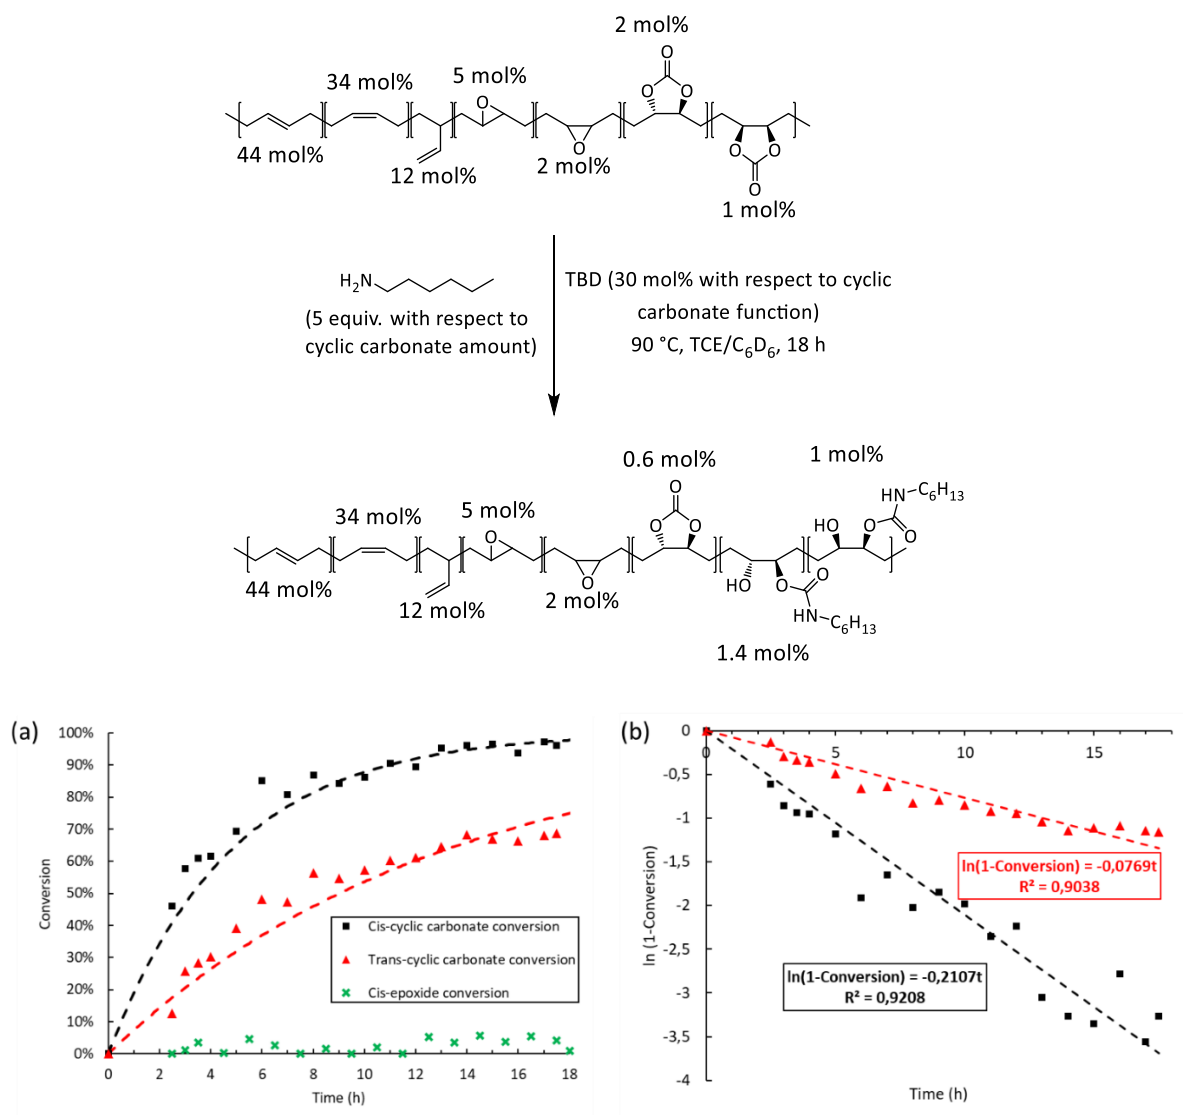 2 mol%
O
34 mol%
5 mol%
O
O
O
O
44 mol%
12 mol%
2 mol%
O
O
O
O
1 mol%
H2N
(5 equiv. with respect to
cyclic carbonate amount)
TBD (30 mol% with respect to cyclic
carbonate function)
90 °C, TCE/C6D6, 18 h
0.6 mol%
1 mol%
O
HN
C6H13
34 mol%
5 mol%
O
O
O
HO
O
O
44 mol%
12 mol%
O
2 mol%
HO
O
O
HN
C6H13
1.4 mol%
(a)
100%
90%
80%
70%
60%
50%
40%
30%
20%
10%
0%
Conversion
Cis-cyclic carbonate conversion
Trans-cyclic carbonate conversion
Cis-epoxide conversion
0 2 4 6 8 10 12 14 16 18
Time (h)
(b)
0
-0,5
-1
-1,5
-2
-2,5
-3
-3,5
-4
ln (1-Conversion)
0 5 10 15
ln(1-Conversion) = -0,0769t
R² = 0,9038
ln(1-Conversion) = -0,2107t
R² = 0,9208
Time (h)